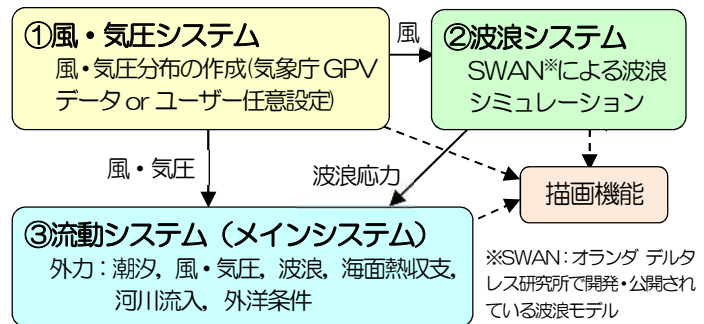 ①風・気圧システム
風・気圧分布の作成(気象庁GPV
データ or ユーザー任意設定)
風
②波浪システム
SWAN※による波浪
シミュレーション
風・気圧
波浪応力
描画機能
③流動システム（メインシステム）
外力：潮汐，風・気圧，波浪，海面熱収支，
河川流入，外洋条件
※SWAN：オランダ デルタ
レス研究所で開発・公開され
ている波浪モデル